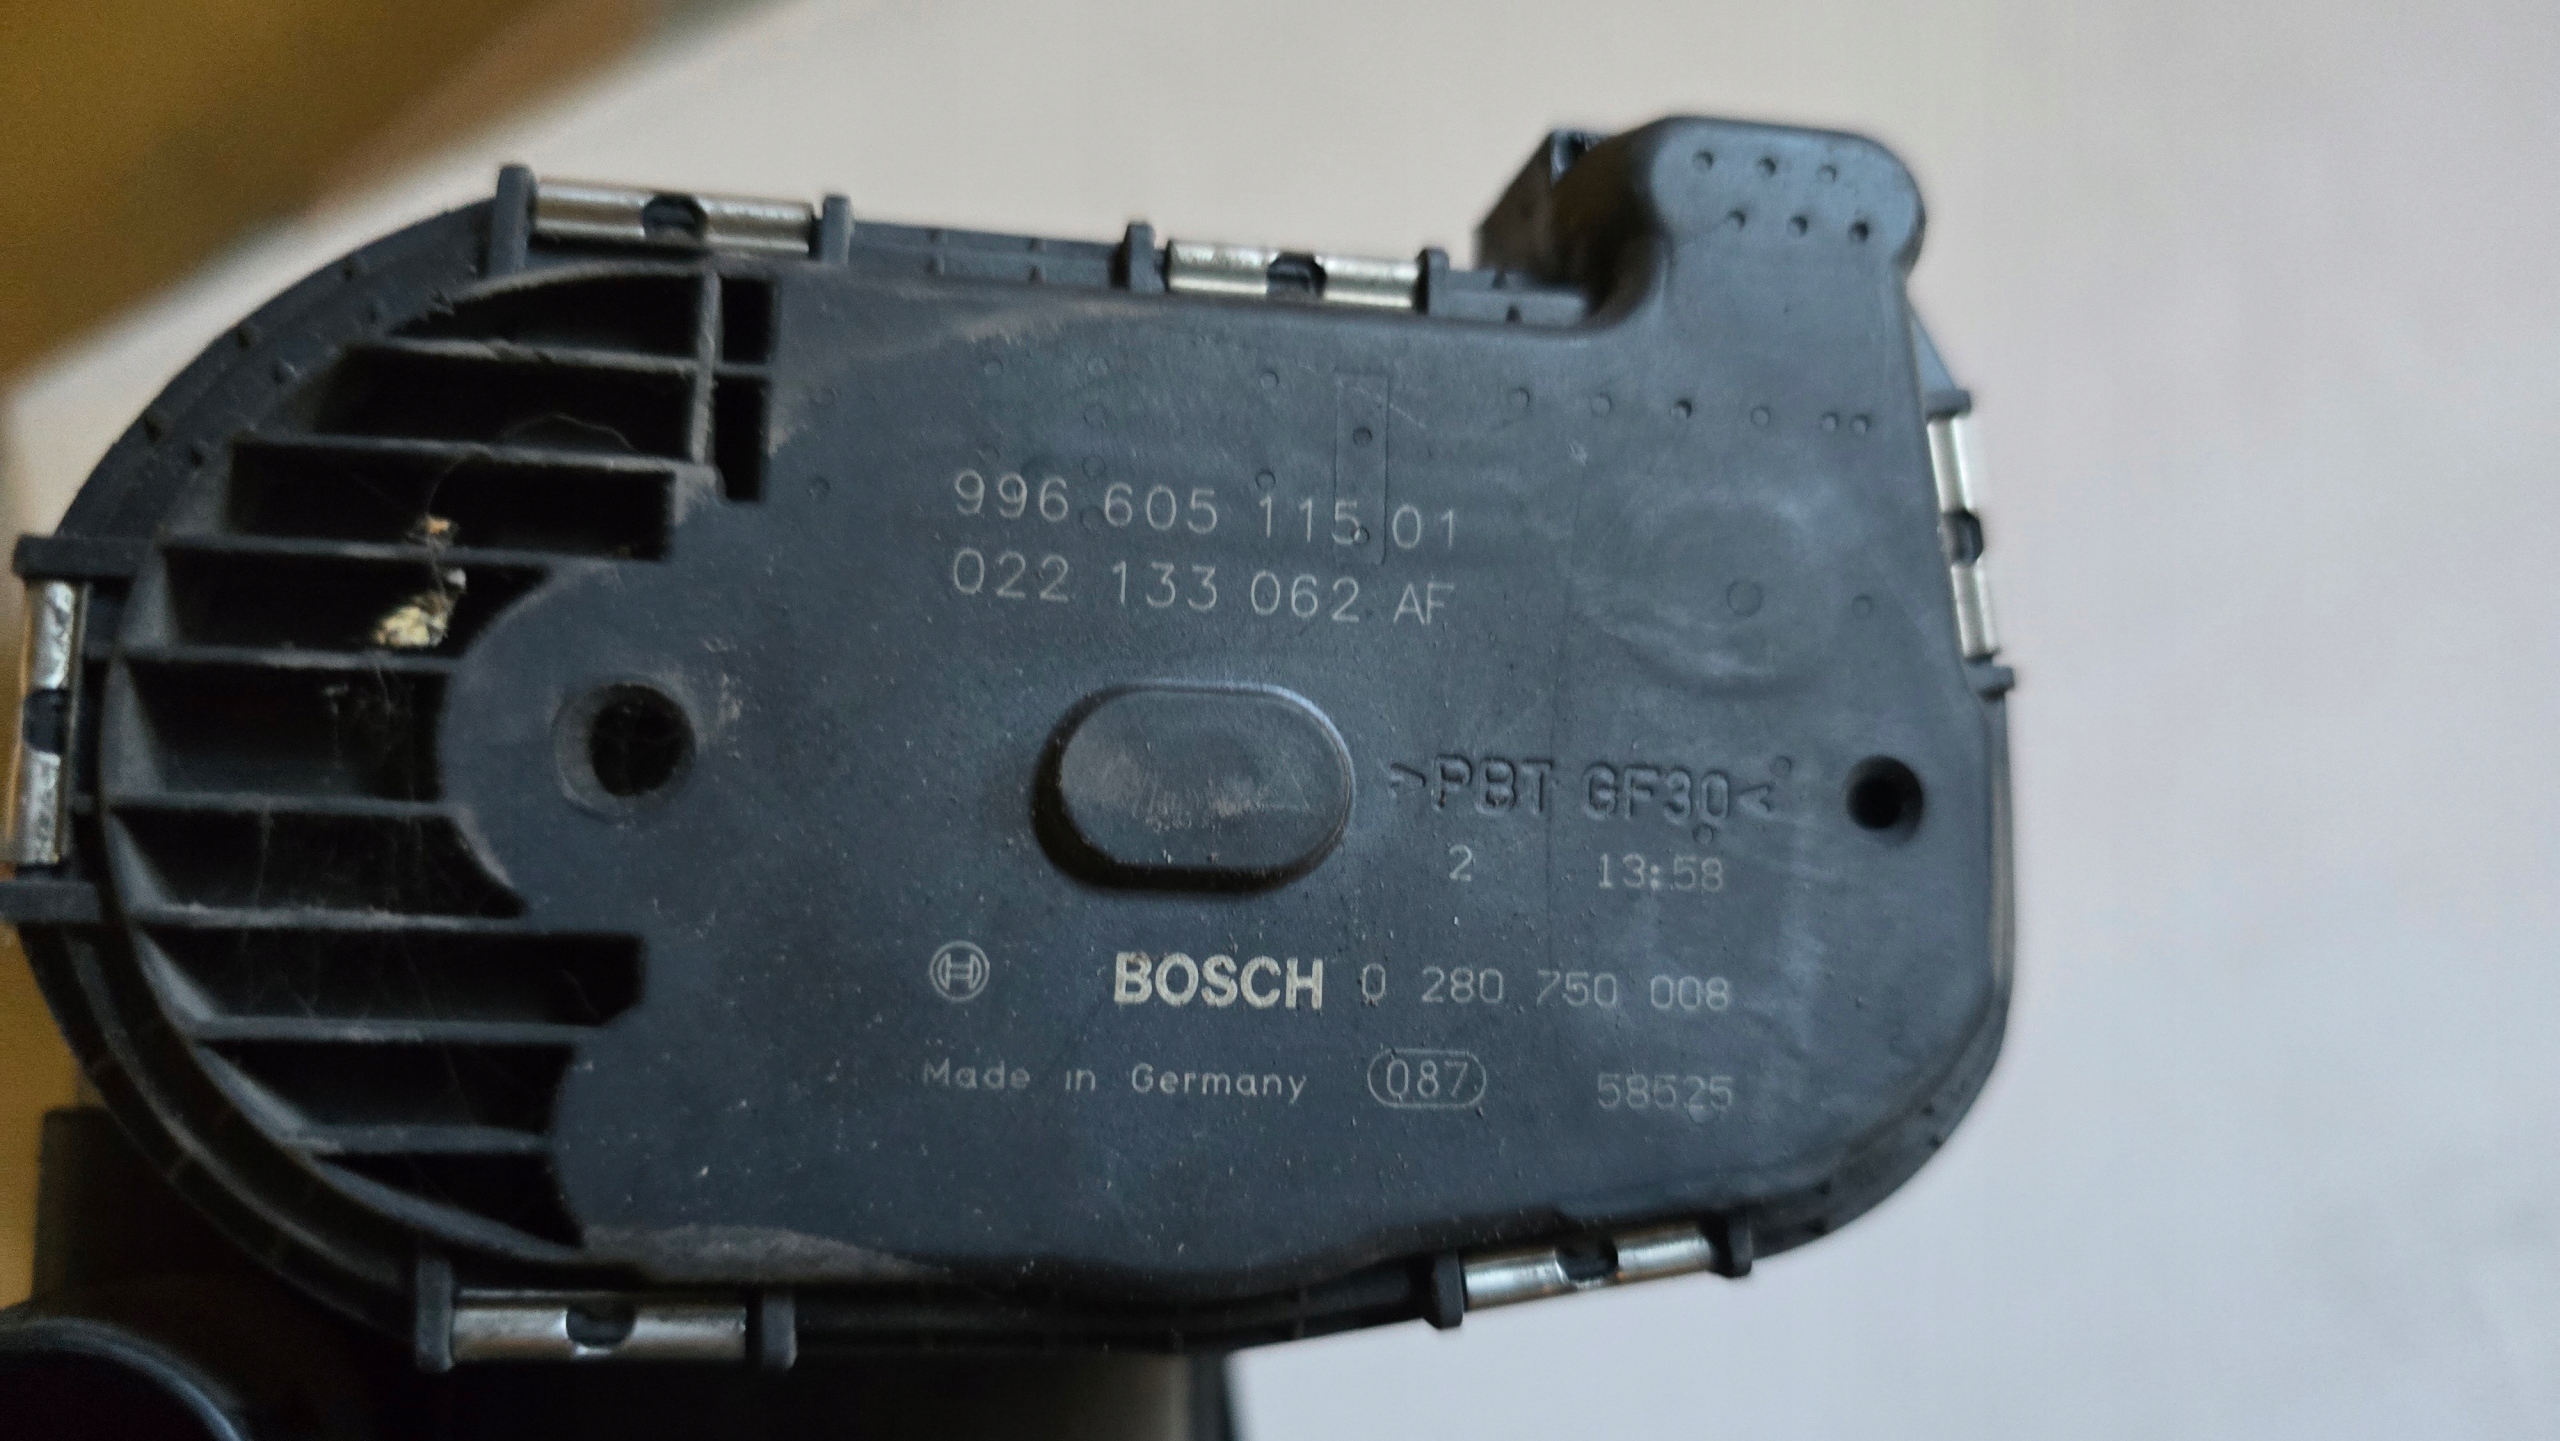 996 605 115 01
022 133 062 AF
>PBT GF30<
2 13:58
BOSCH 0 280 750 008
Made in Germany 087 58525